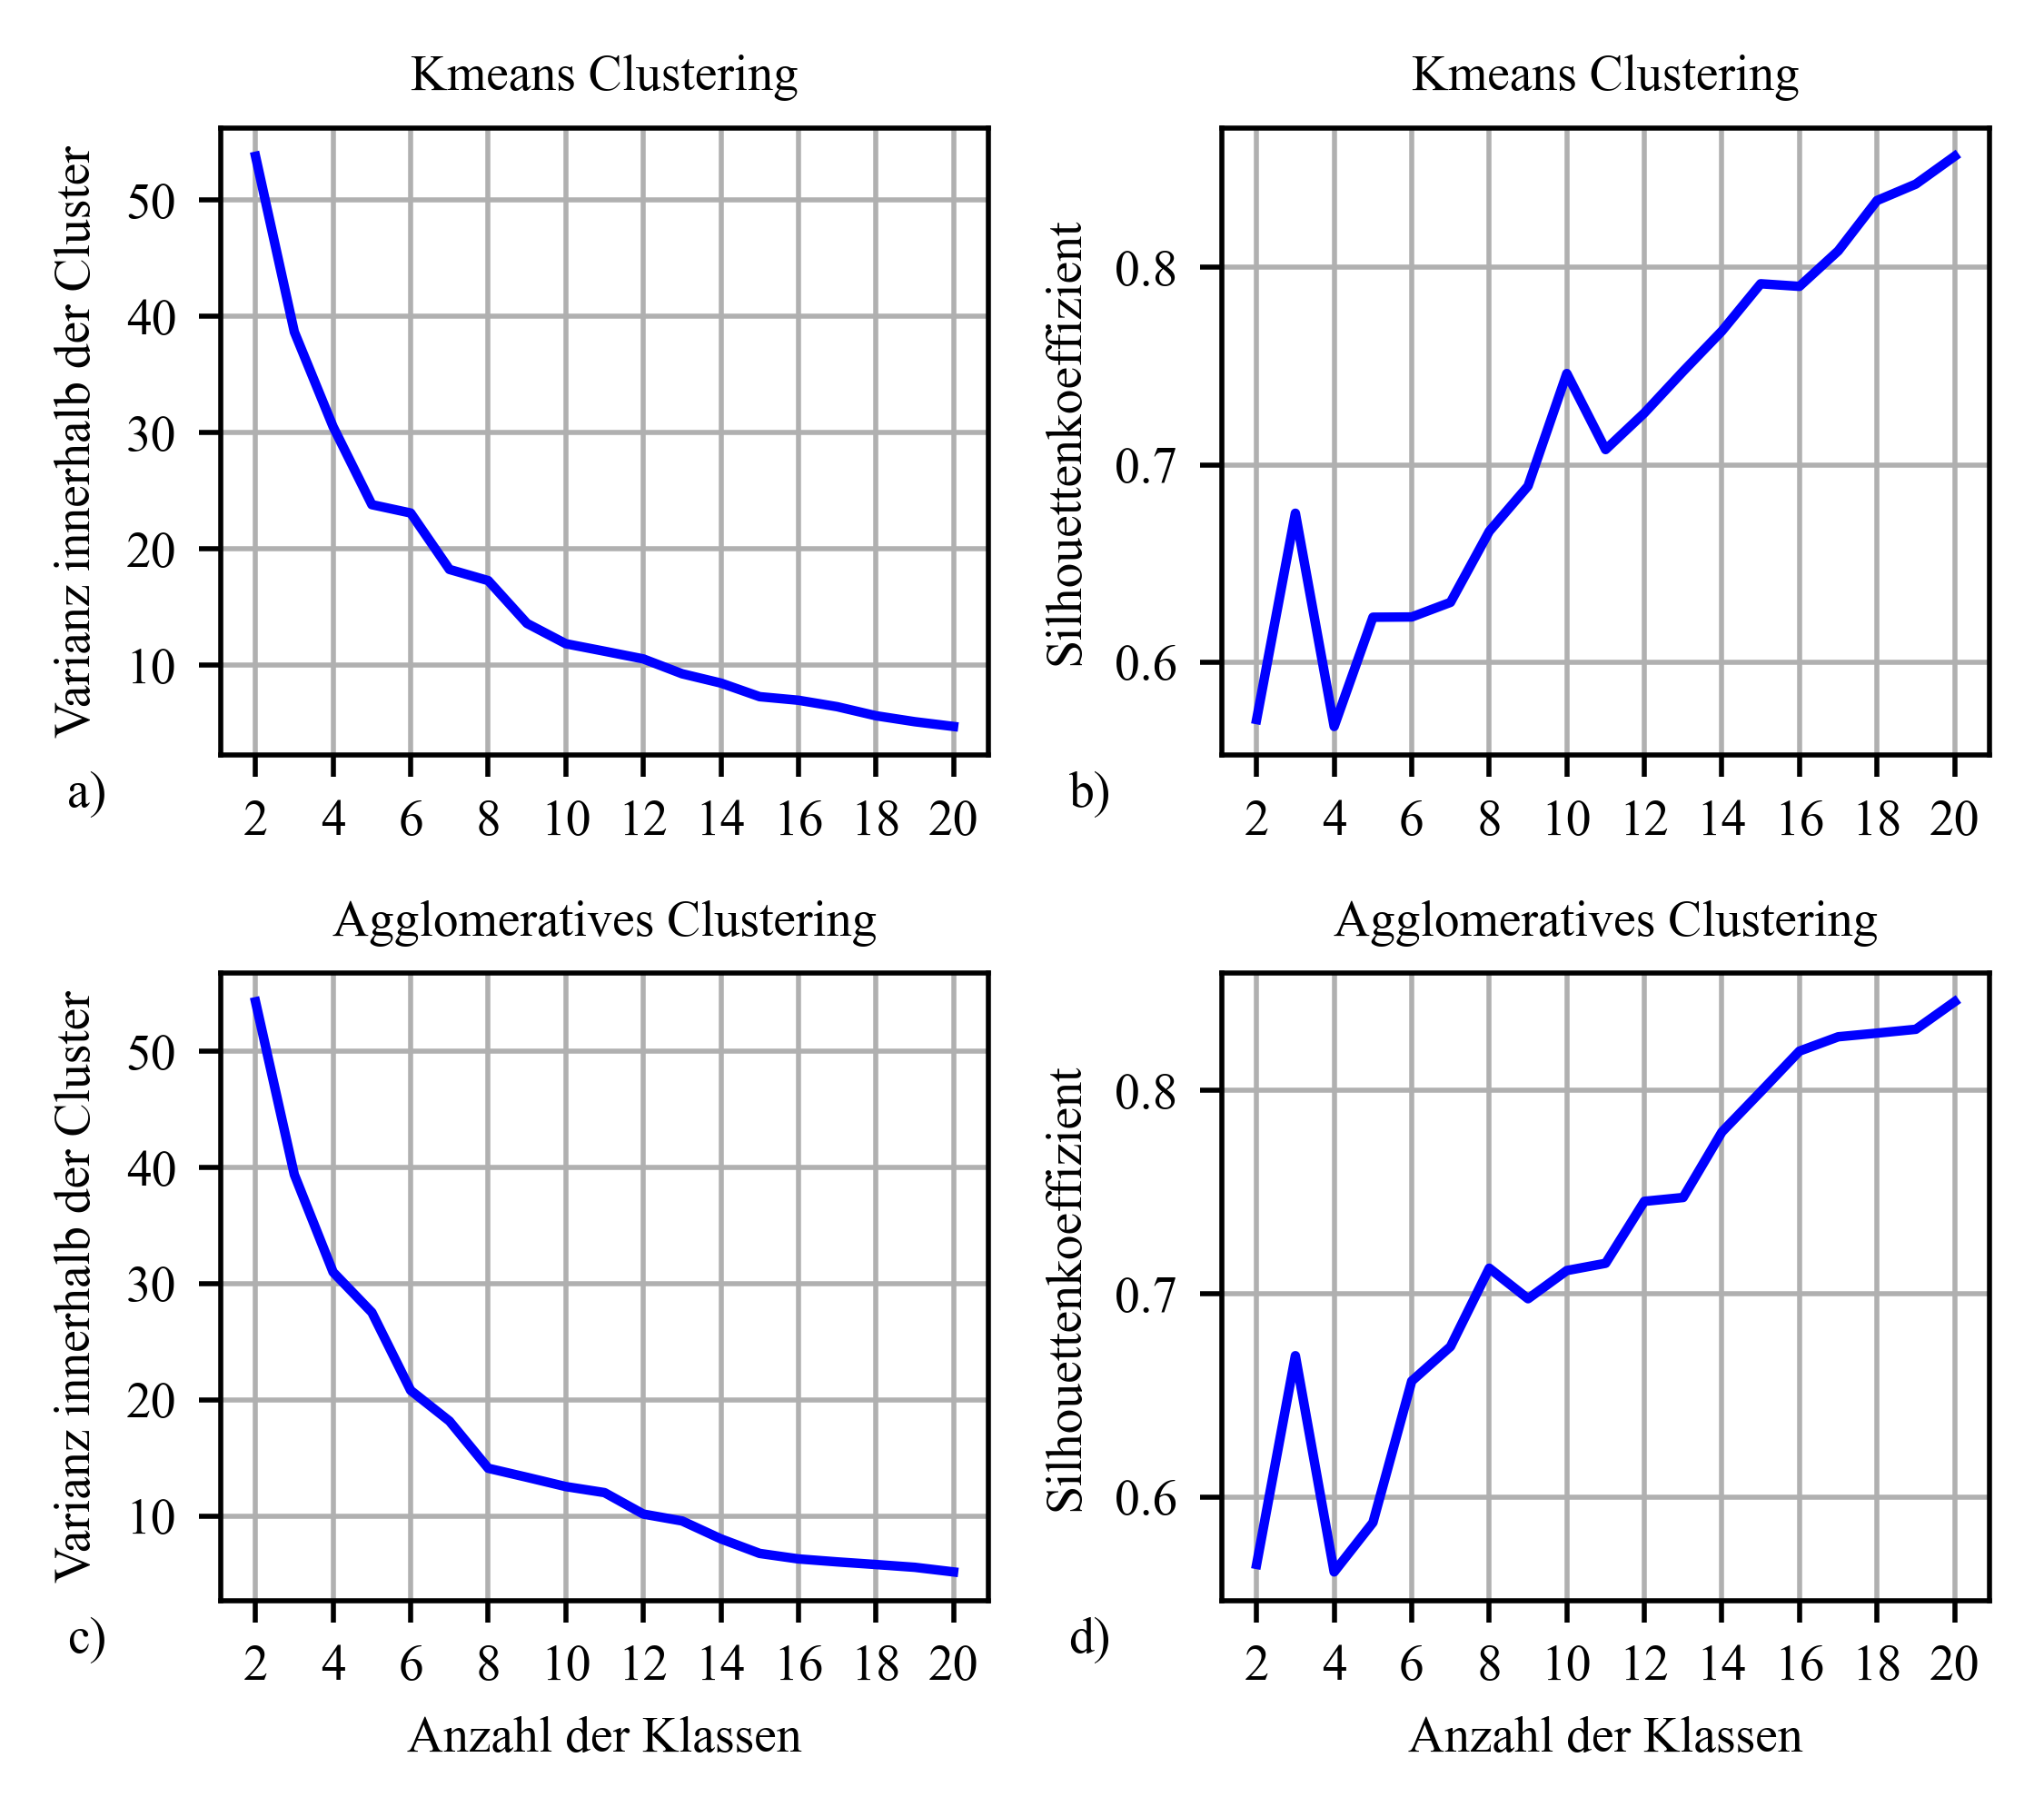 Kmeans Clustering
Varianz innerhalb der Cluster
50
40
30
20
10
a)
2 4 6 8 10 12 14 16 18 20
Kmeans Clustering
Silhouettenkoeffizient
0.8
0.7
0.6
b)
2 4 6 8 10 12 14 16 18 20
Agglomeratives Clustering
Varianz innerhalb der Cluster
50
40
30
20
10
c)
2 4 6 8 10 12 14 16 18 20
Anzahl der Klassen
Agglomeratives Clustering
Silhouettenkoeffizient
0.8
0.7
0.6
d)
2 4 6 8 10 12 14 16 18 20
Anzahl der Klassen